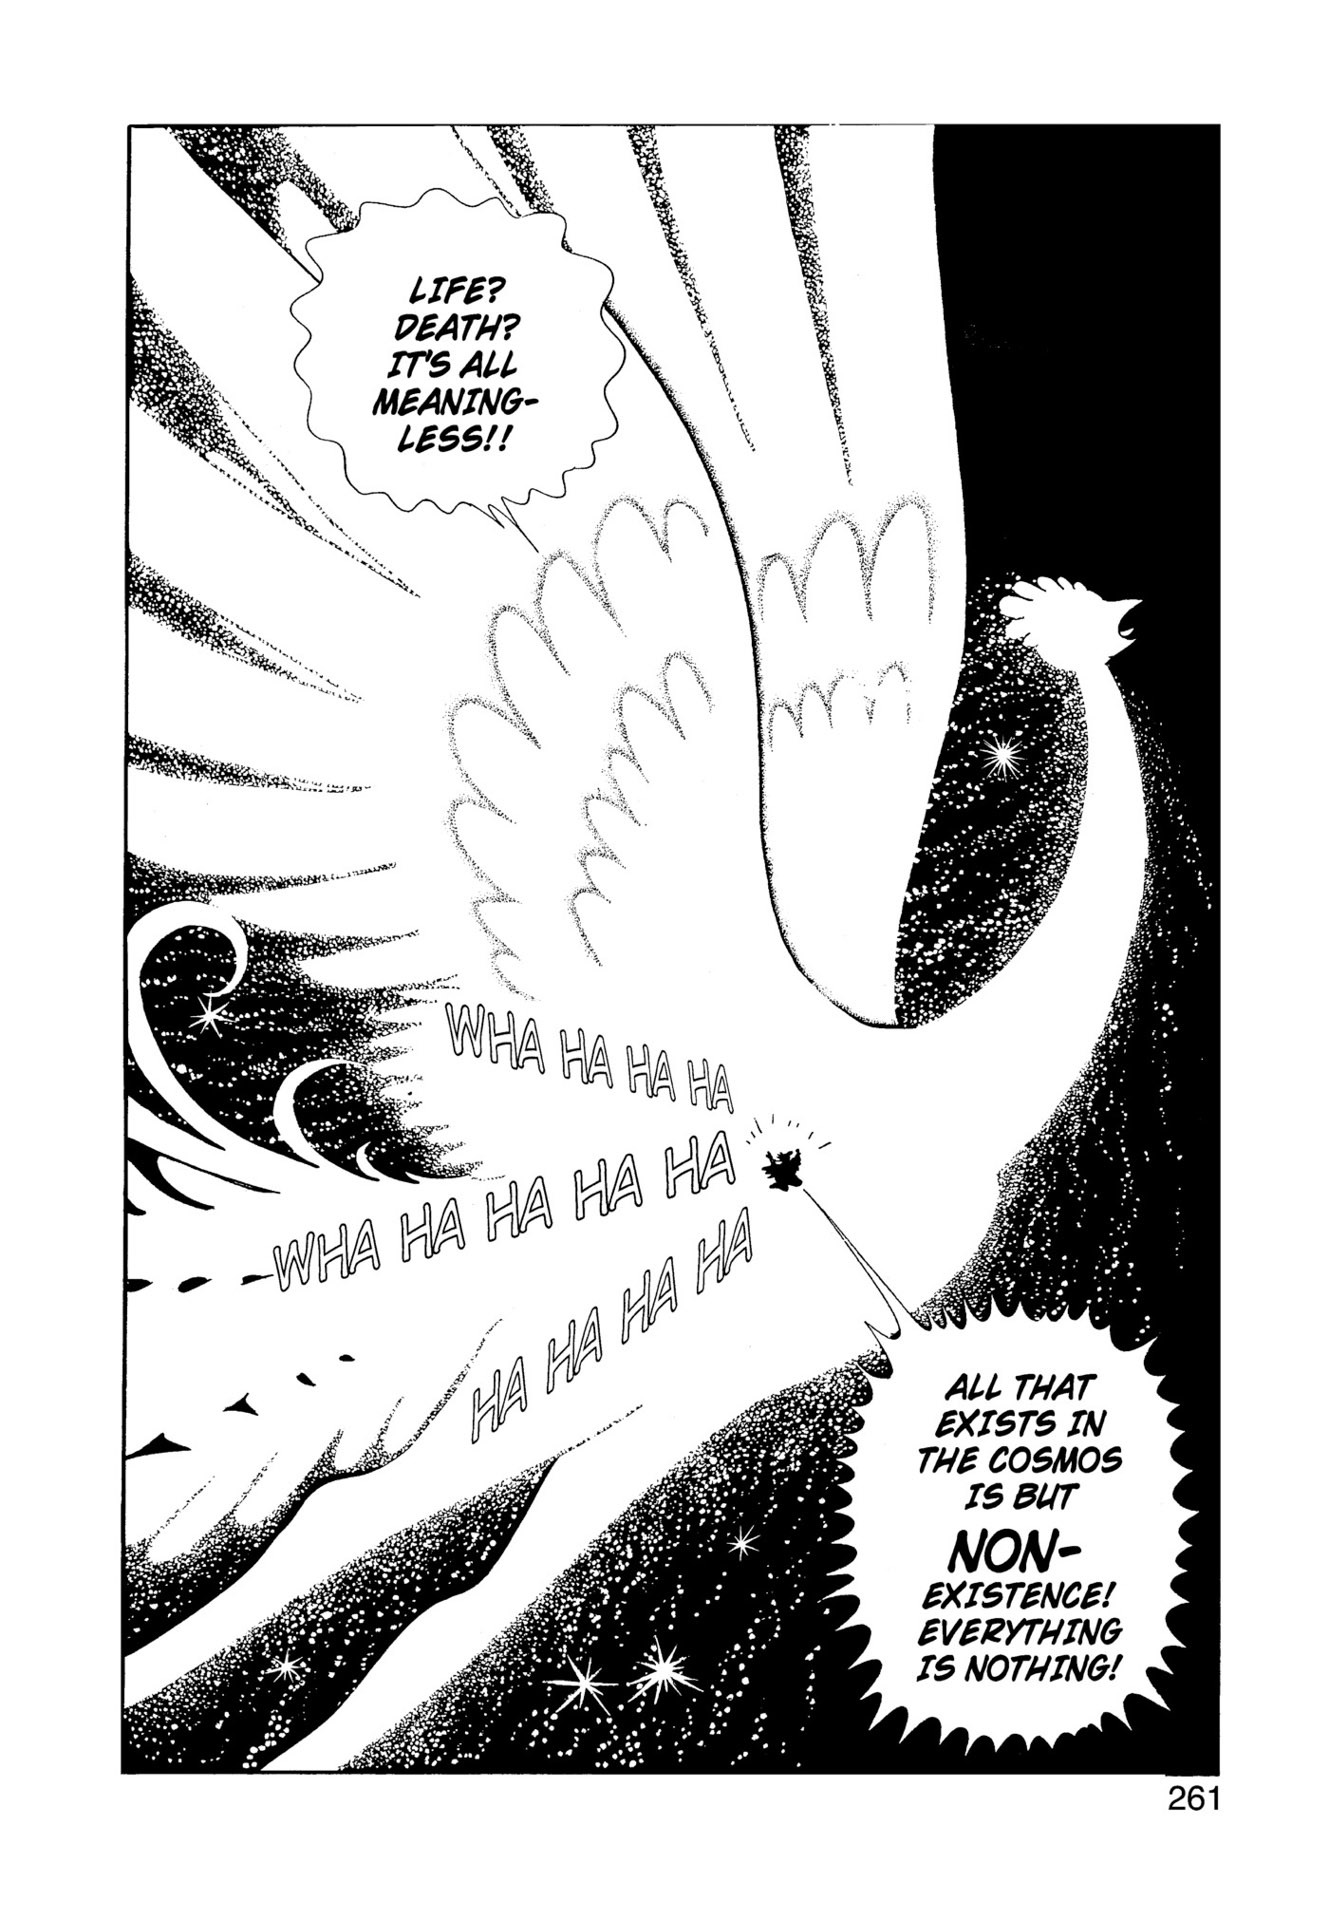 LIFE?
DEATH?
IT'S ALL
MEANING-
LESS!!
WHA HA HA HA
WHA HA HA HA HA
HA HA HA HA
ALL THAT
EXISTS IN
THE COSMOS
IS BUT
NON-
EXISTENCE!
EVERYTHING
IS NOTHING!
261